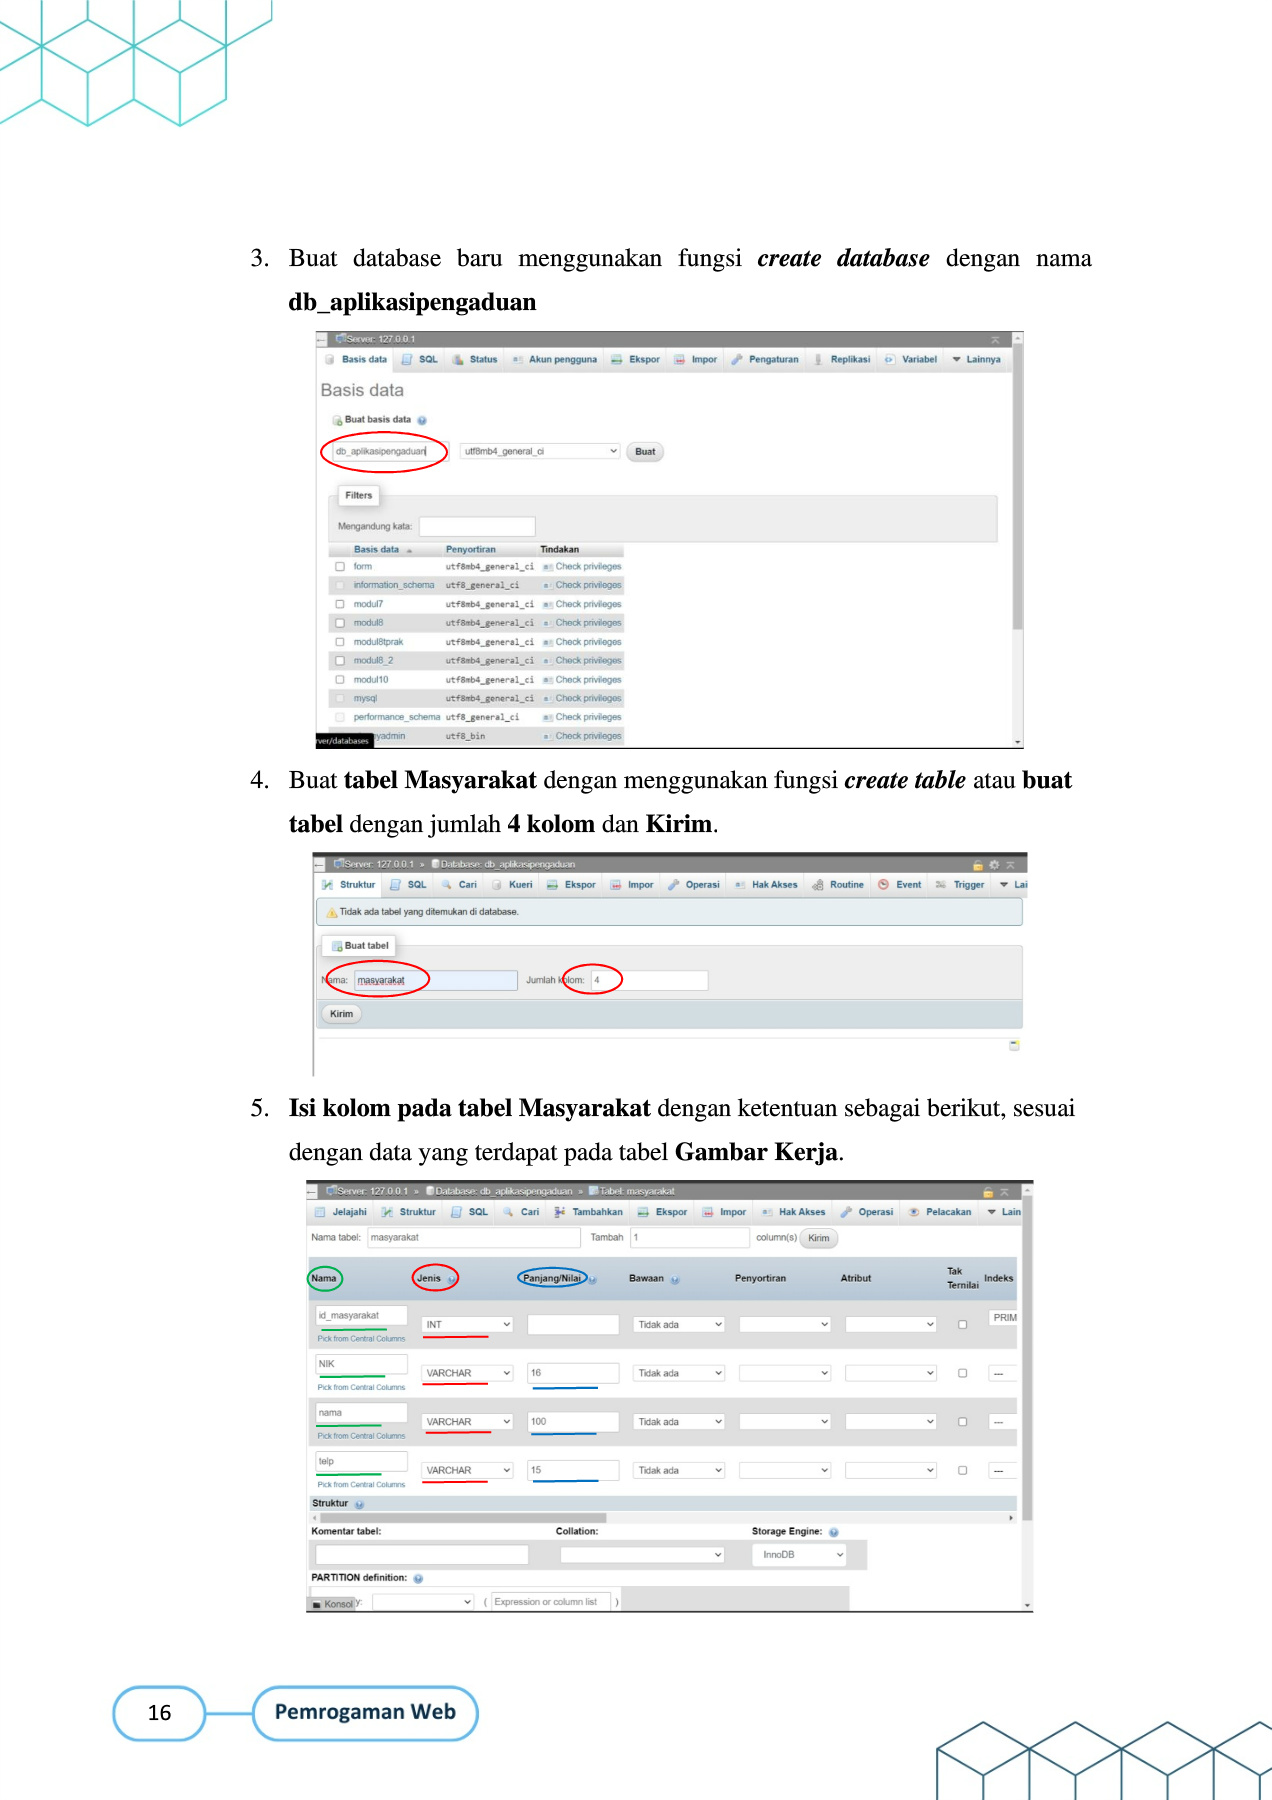 3. Buat database baru menggunakan fungsi create database dengan nama
db_aplikasipengaduan
Server: 127.0.0.1
Basis data SQL Status Akun pengguna Ekspor Impor Pengaturan Replikasi Variabel Lainnya
Basis data
Buat basis data
db_aplikasipengaduan utf8mb4_general_ci Buat
Filters
Mengandung kata:
Basis data Penyortiran Tindakan
form utf8mb4_general_ci Check privileges
information_schema utf8_general_ci Check privileges
modul7 utf8mb4_general_ci Check privileges
modul8 utf8mb4_general_ci Check privileges
modul8tprak utf8mb4_general_ci Check privileges
modul8_2 utf8mb4_general_ci Check privileges
modul10 utf8mb4_general_ci Check privileges
mysql utf8mb4_general_ci Check privileges
performance_schema utf8_general_ci Check privileges
yadmin utf8_bin Check privileges
rver/databases
4. Buat tabel Masyarakat dengan menggunakan fungsi create table atau buat
tabel dengan jumlah 4 kolom dan Kirim.
Server: 127.0.0.1 » Database: db_aplikasipengaduan
Struktur SQL Cari Kueri Ekspor Impor Operasi Hak Akses Routine Event Trigger Lai
Tidak ada tabel yang ditemukan di database.
Buat tabel
Nama: masyarakat Jumlah kolom: 4
Kirim
5. Isi kolom pada tabel Masyarakat dengan ketentuan sebagai berikut, sesuai
dengan data yang terdapat pada tabel Gambar Kerja.
Server: 127.0.0.1 » Database: db_aplikasipengaduan » Tabel: masyarakat
Jelajahi Struktur SQL Cari Tambahkan Ekspor Impor Hak Akses Operasi Pelacakan Lain
Nama tabel: masyarakat Tambah 1 column(s) Kirim
Nama Jenis Panjang/Nilai Bawaan Penyortiran Atribut Tak Ternilai Indeks
id_masyarakat INT Tidak ada PRIM
Pick from Central Columns
NIK VARCHAR 16 Tidak ada ---
Pick from Central Columns
nama VARCHAR 100 Tidak ada ---
Pick from Central Columns
telp VARCHAR 15 Tidak ada ---
Pick from Central Columns
Struktur
Komentar tabel: Collation: Storage Engine:
InnoDB
PARTITION definition:
Konsol y: ( Expression or column list )
16 Pemrogaman Web